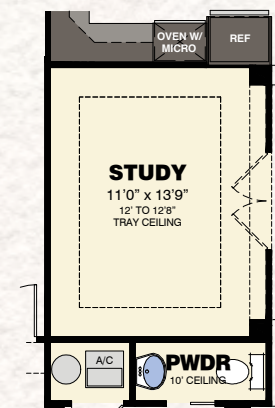 OVEN W/
MICRO
REF
STUDY
11'0" x 13'9"
12' TO 12'8"
TRAY CEILING
A/C
PWDR
10' CEILING